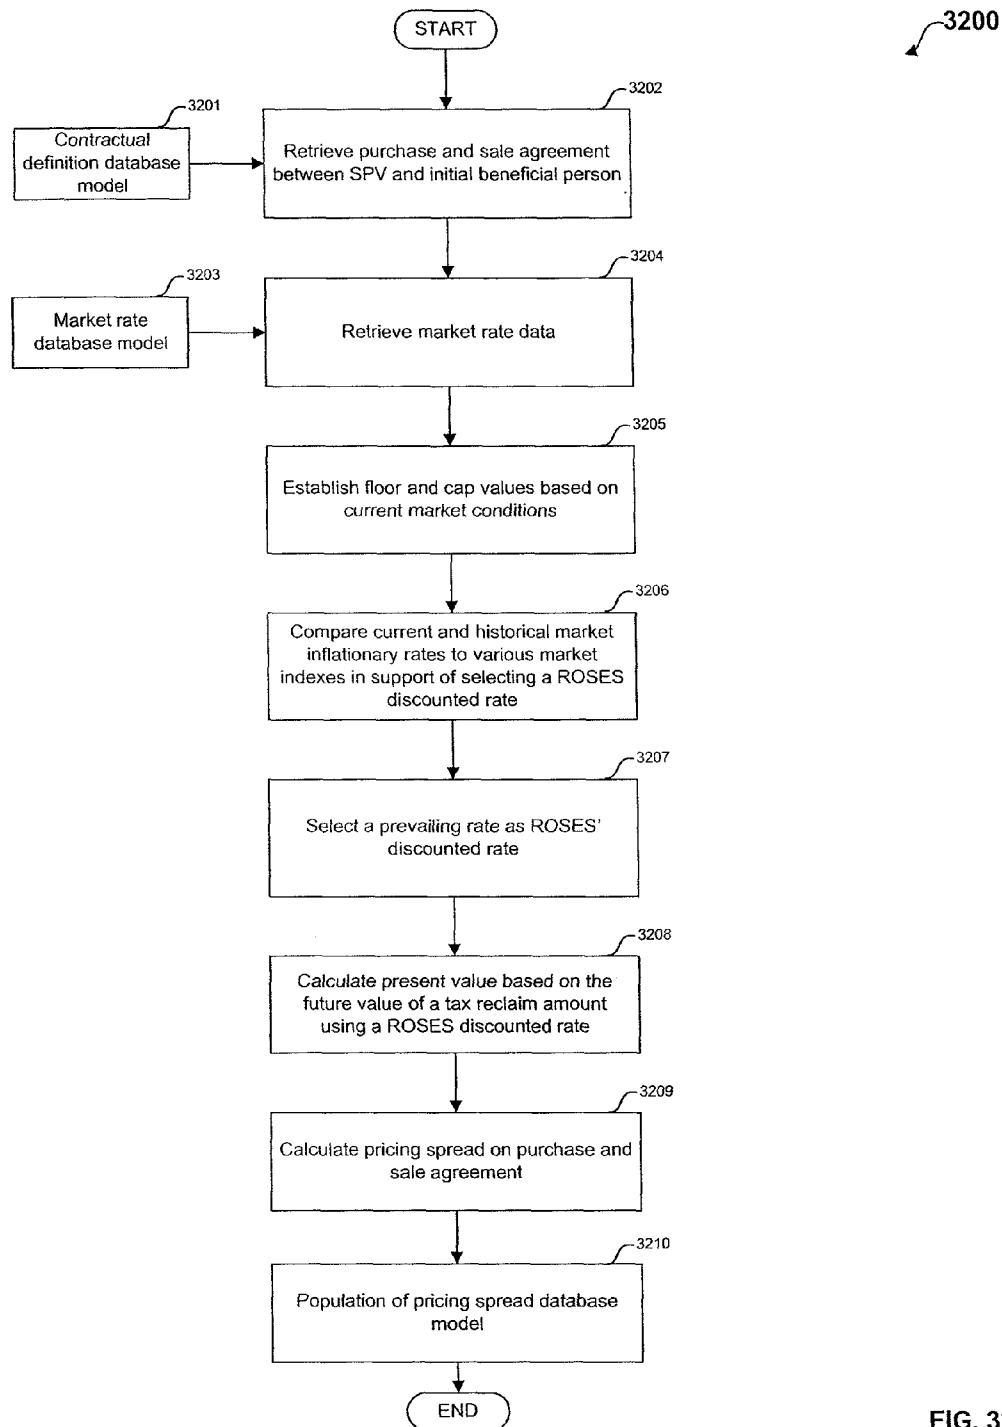 START
3200
3201
Contractual
definition database
model
3202
Retrieve purchase and sale agreement
between SPV and initial beneficial person
3203
Market rate
database model
3204
Retrieve market rate data
3205
Establish floor and cap values based on
current market conditions
3206
Compare current and historical market
inflationary rates to various market
indexes in support of selecting a ROSES
discounted rate
3207
Select a prevailing rate as ROSES'
discounted rate
3208
Calculate present value based on the
future value of a tax reclaim amount
using a ROSES discounted rate
3209
Calculate pricing spread on purchase and
sale agreement
3210
Population of pricing spread database
model
END
FIG. 3